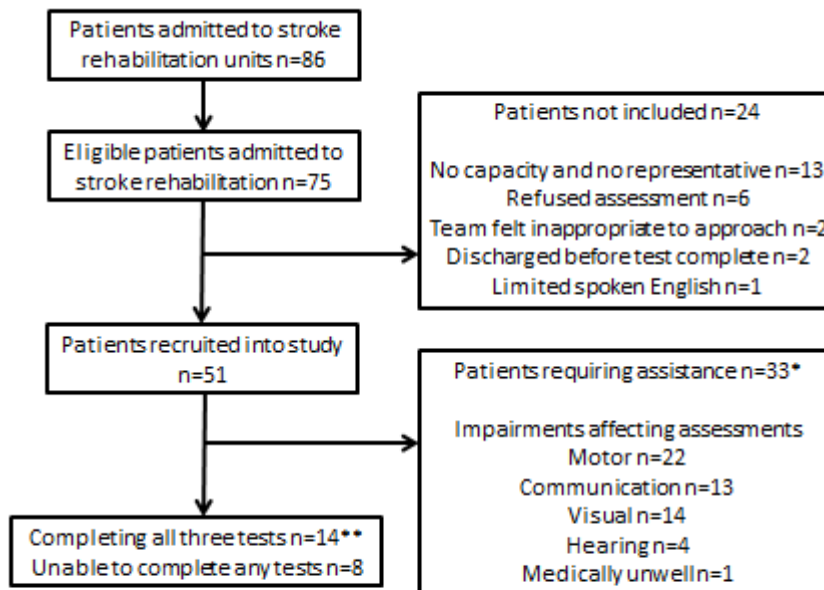 Patients admitted to stroke
rehabilitation units n=86
Eligible patients admitted to
stroke rehabilitation n=75
Patients not included n=24
No capacity and no representative n=13
Refused assessment n=6
Team felt inappropriate to approach n=2
Discharged before test complete n=2
Limited spoken English n=1
Patients recruited into study
n=51
Patients requiring assistance n=33*
Impairments affecting assessments
Motor n=22
Communication n=13
Visual n=14
Hearing n=4
Medically unwell n=1
Completing all three tests n=14**
Unable to complete any tests n=8